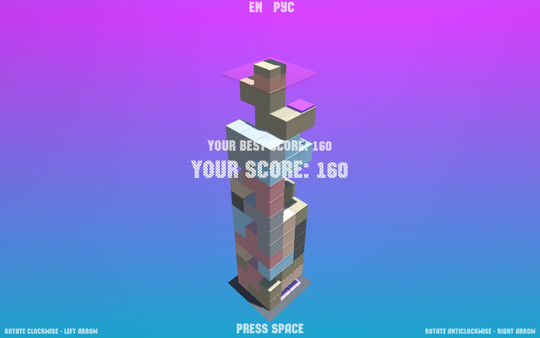 EN РУС
YOUR BEST SCORE: 160
YOUR SCORE: 160
PRESS SPACE
ROTATE CLOCKWISE - LEFT ARROW
ROTATE ANTICLOCKWISE - RIGHT ARROW